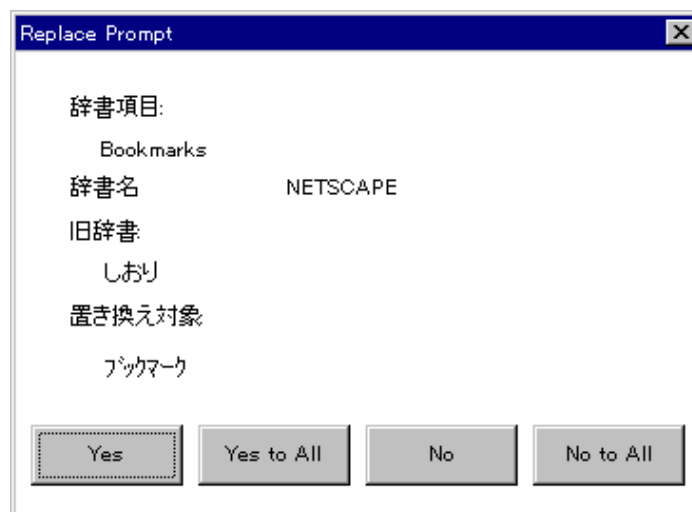 Replace Prompt
辞書項目:
Bookmarks
辞書名 NETSCAPE
旧辞書:
しおり
置き換え対象:
ブックマーク
Yes Yes to All No No to All